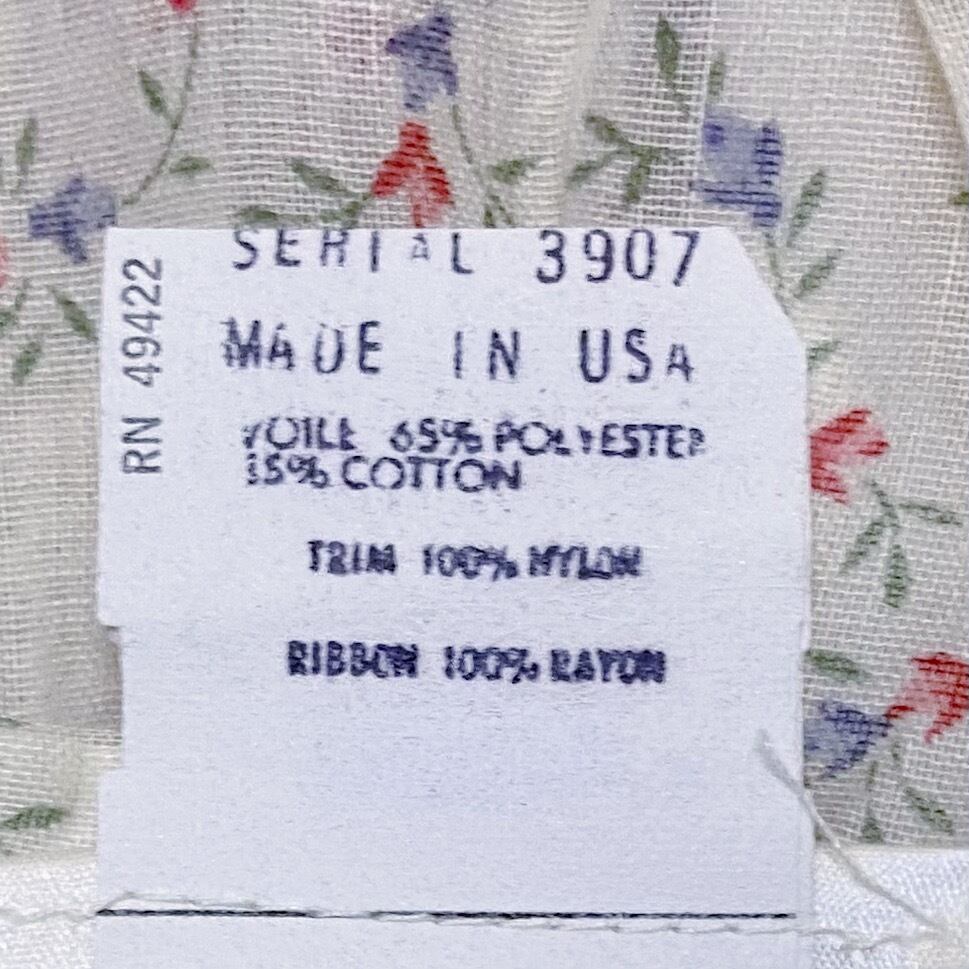 SERIAL 3907
MADE IN USA
VOILE 65% POLYESTER
35% COTTON
TRIM 100% NYLON
RIBBON 100% RAYON
RN 49422